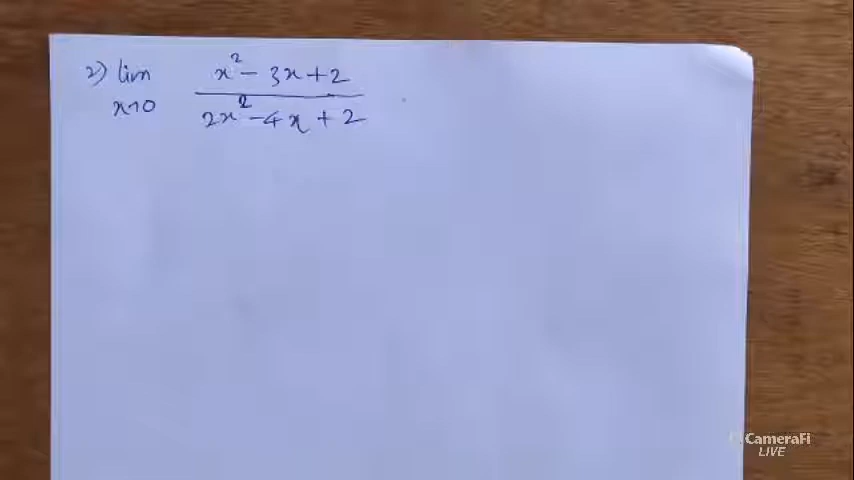 2) lim x² - 3x + 2
x→0 2x² - 4x + 2
CameraFi
LIVE